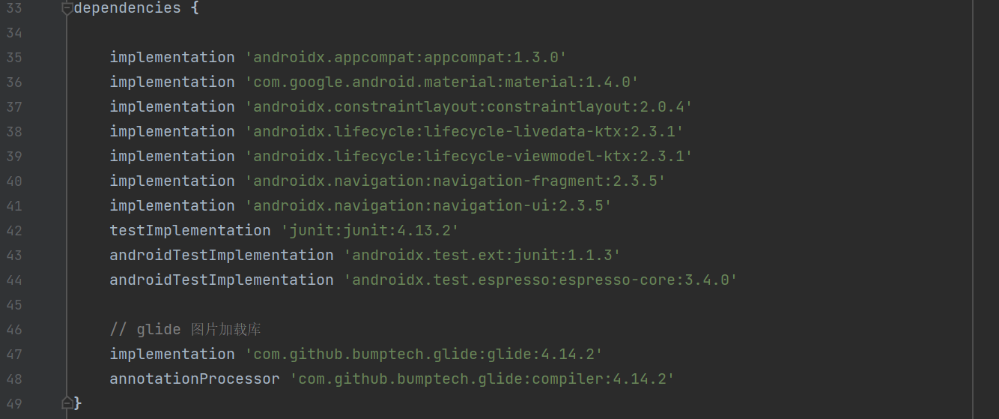 33 dependencies {
34
35 implementation 'androidx.appcompat:appcompat:1.3.0'
36 implementation 'com.google.android.material:material:1.4.0'
37 implementation 'androidx.constraintlayout:constraintlayout:2.0.4'
38 implementation 'androidx.lifecycle:lifecycle-livedata-ktx:2.3.1'
39 implementation 'androidx.lifecycle:lifecycle-viewmodel-ktx:2.3.1'
40 implementation 'androidx.navigation:navigation-fragment:2.3.5'
41 implementation 'androidx.navigation:navigation-ui:2.3.5'
42 testImplementation 'junit:junit:4.13.2'
43 androidTestImplementation 'androidx.test.ext:junit:1.1.3'
44 androidTestImplementation 'androidx.test.espresso:espresso-core:3.4.0'
45
46 // glide 图片加载库
47 implementation 'com.github.bumptech.glide:glide:4.14.2'
48 annotationProcessor 'com.github.bumptech.glide:compiler:4.14.2'
49 }